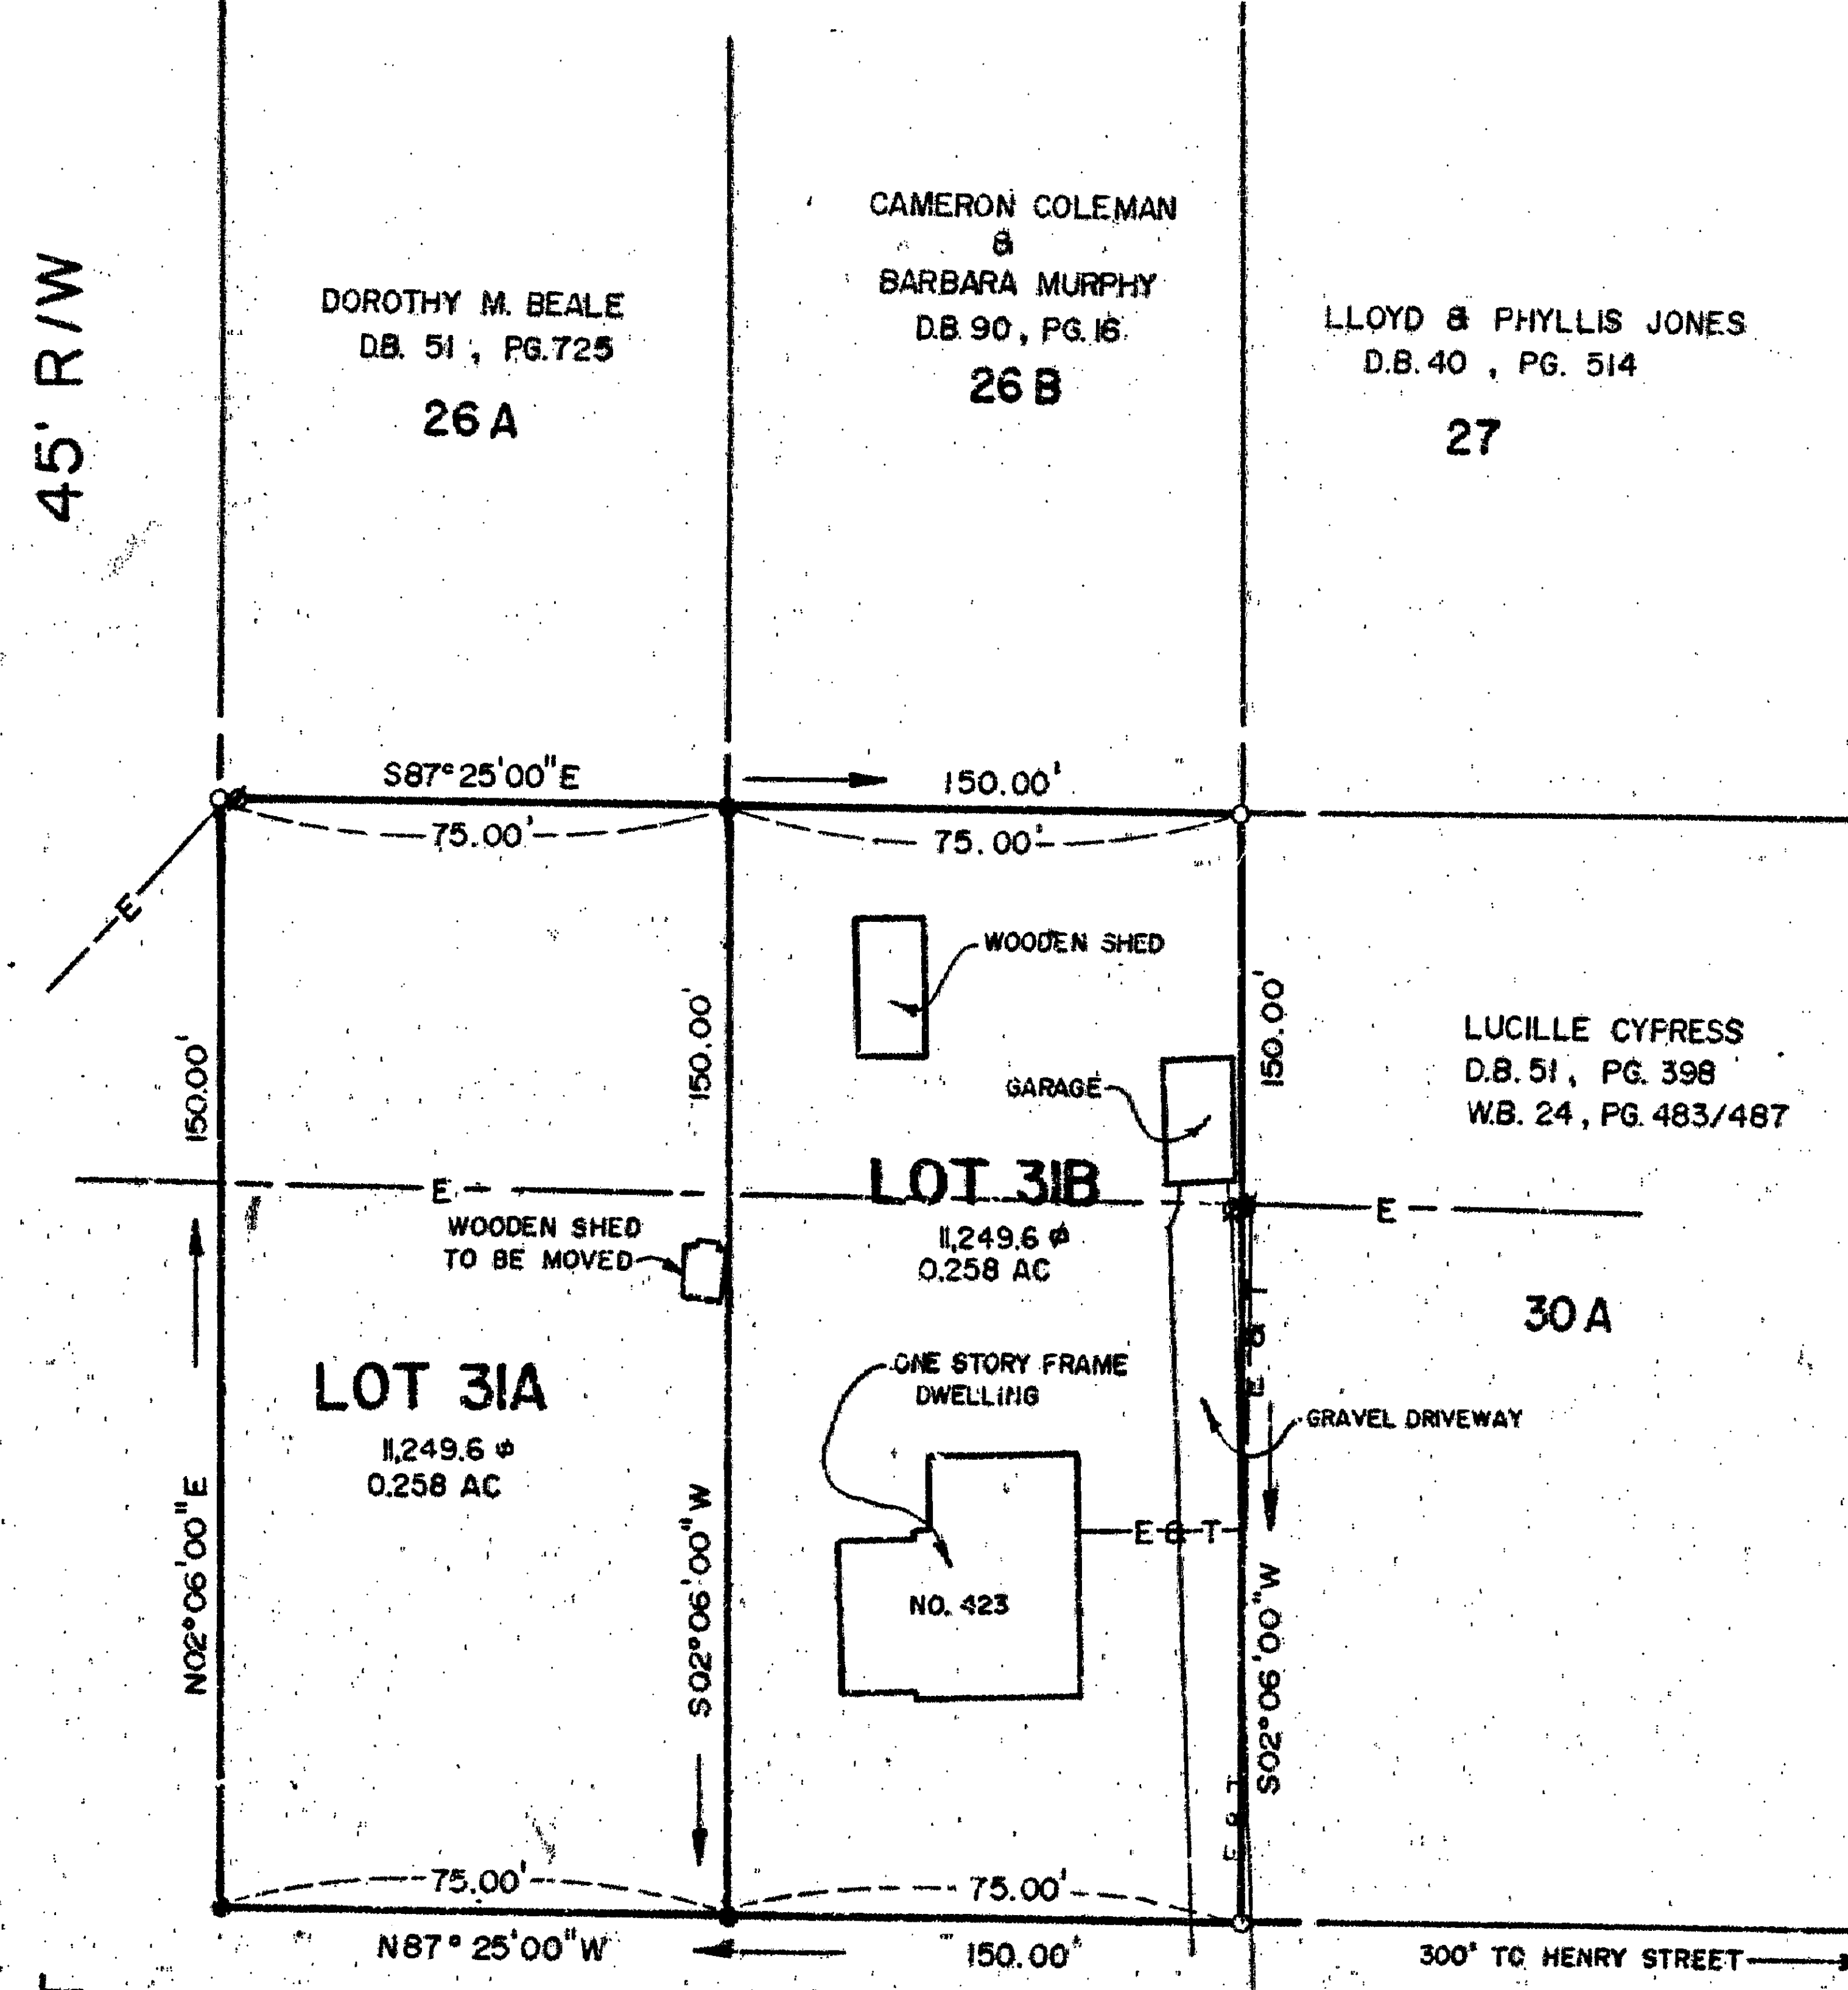 45' R/W
DOROTHY M. BEALE
D.B. 51, PG. 725
26 A
CAMERON COLEMAN
&
BARBARA MURPHY
D.B. 90, PG. 16
26 B
LLOYD & PHYLLIS JONES
D.B. 40, PG. 514
27
S87°25'00"E
150.00'
75.00'
75.00'
E
WOODEN SHED
150.00'
150.00'
150.00'
GARAGE
LUCILLE CYPRESS
D.B. 51, PG. 398
W.B. 24, PG. 483/487
E
LOT 31B
11,249.6
0.258 AC
E
WOODEN SHED
TO BE MOVED
30 A
T & E
LOT 31A
11,249.6
0.258 AC
ONE STORY FRAME
DWELLING
GRAVEL DRIVEWAY
E & T
NO. 423
N02°06'00"E
S02°06'00"W
S02°06'00"W
T & E
75.00'
75.00'
N87°25'00"W
150.00'
300' TO HENRY STREET